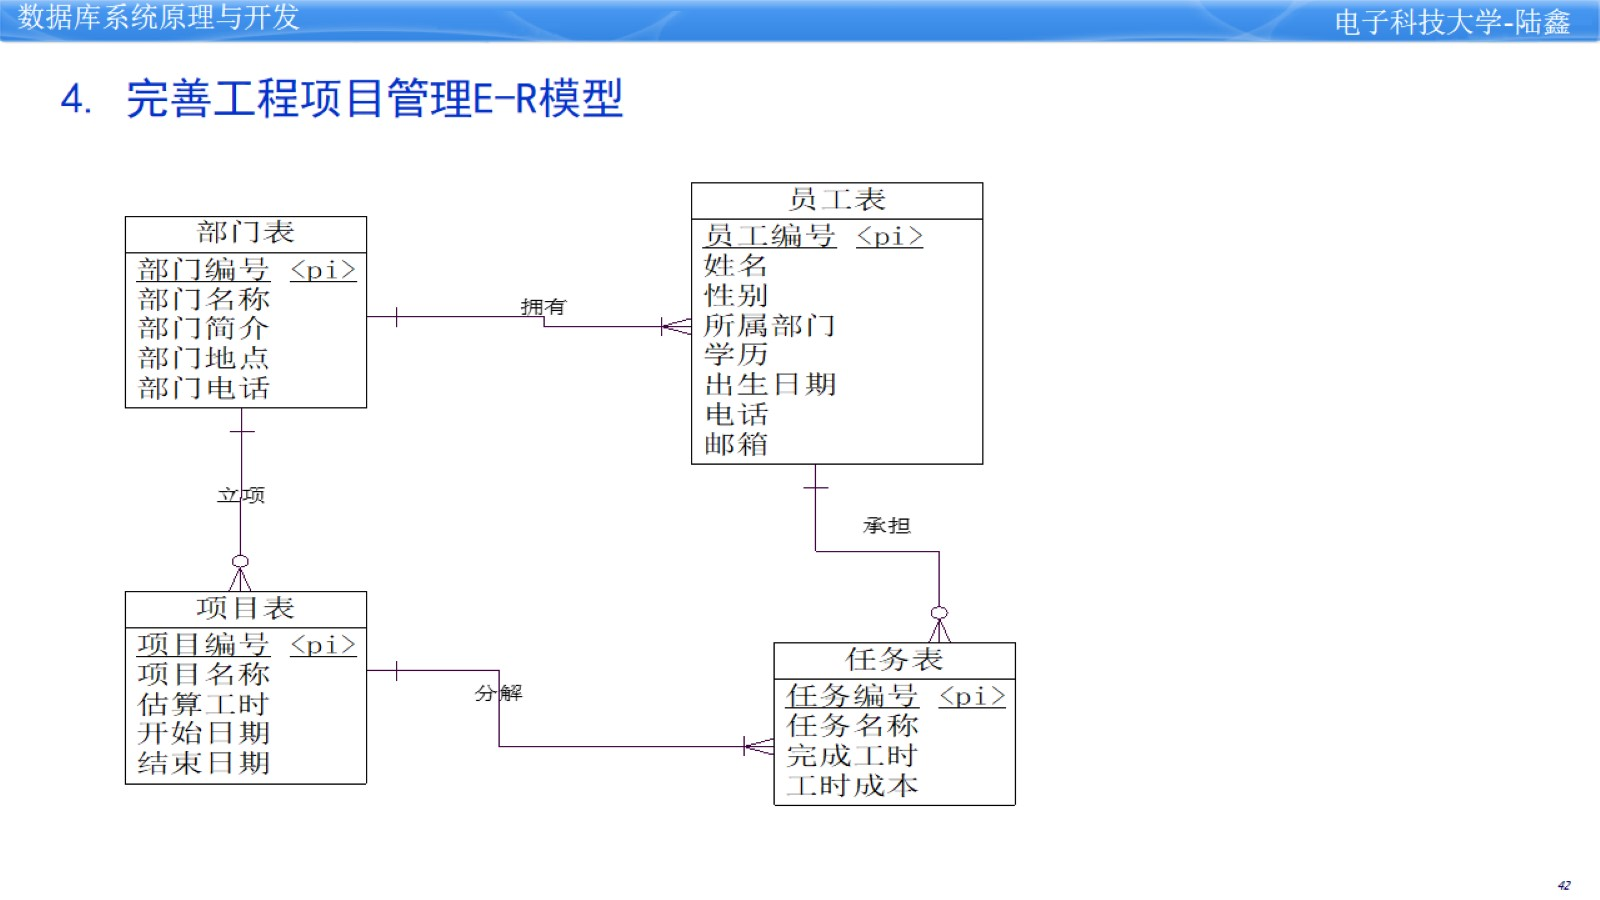 数据库系统原理与开发
电子科技大学-陆鑫
4. 完善工程项目管理E-R模型
部门表
部门编号 <pi>
部门名称
部门简介
部门地点
部门电话
拥有
员工表
员工编号 <pi>
姓名
性别
所属部门
学历
出生日期
电话
邮箱
立项
承担
项目表
项目编号 <pi>
项目名称
估算工时
开始日期
结束日期
分解
任务表
任务编号 <pi>
任务名称
完成工时
工时成本
42